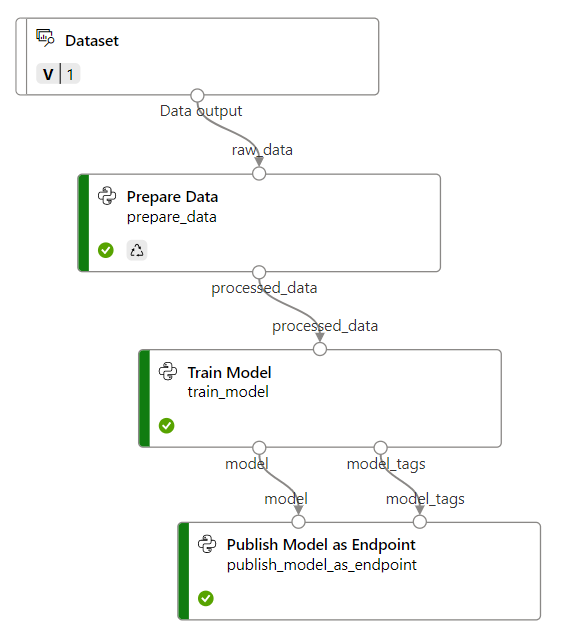 Dataset
V 1
Data output
raw_data
Prepare Data
prepare_data
processed_data
processed_data
Train Model
train_model
model model_tags
model model_tags
Publish Model as Endpoint
publish_model_as_endpoint